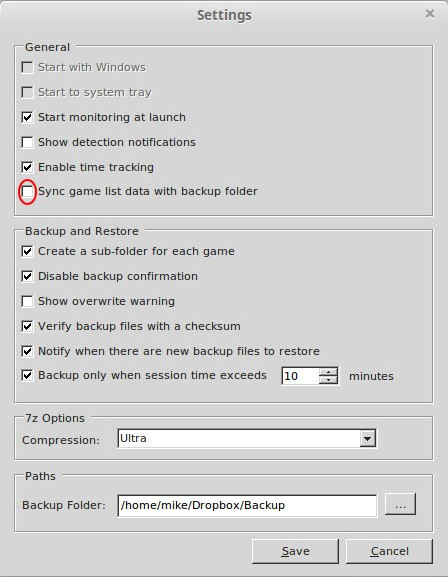 Settings
General
Start with Windows
Start to system tray
Start monitoring at launch
Show detection notifications
Enable time tracking
Sync game list data with backup folder
Backup and Restore
Create a sub-folder for each game
Disable backup confirmation
Show overwrite warning
Verify backup files with a checksum
Notify when there are new backup files to restore
Backup only when session time exceeds 10 minutes
7z Options
Compression: Ultra
Paths
Backup Folder: /home/mike/Dropbox/Backup ...
Save Cancel